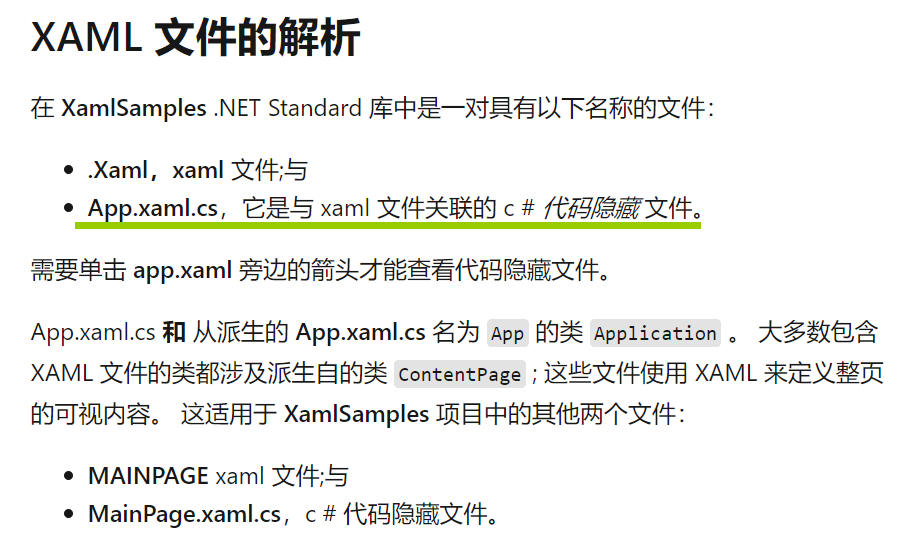 XAML 文件的解析
在 XamlSamples .NET Standard 库中是一对具有以下名称的文件：
• .Xaml，xaml 文件;与
• App.xaml.cs，它是与 xaml 文件关联的 c # 代码隐藏 文件。
需要单击 app.xaml 旁边的箭头才能查看代码隐藏文件。
App.xaml.cs 和 从派生的 App.xaml.cs 名为 App 的类 Application 。 大多数包含
XAML 文件的类都涉及派生自的类 ContentPage ; 这些文件使用 XAML 来定义整页
的可视内容。 这适用于 XamlSamples 项目中的其他两个文件：
• MAINPAGE xaml 文件;与
• MainPage.xaml.cs，c # 代码隐藏文件。